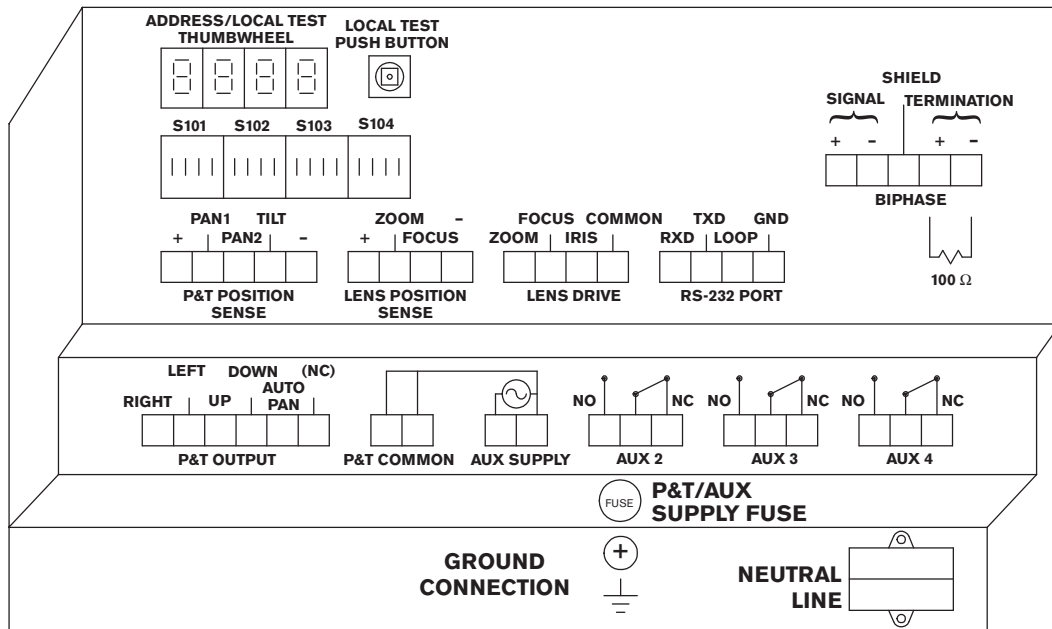 ADDRESS/LOCAL TEST
THUMBWHEEL
LOCAL TEST
PUSH BUTTON
S101 S102 S103 S104
SHIELD
SIGNAL TERMINATION
+ - + -
BIPHASE
100 Ω
PAN1 TILT
+ PAN2 -
P&T POSITION
SENSE
ZOOM -
+ FOCUS
LENS POSITION
SENSE
FOCUS COMMON
ZOOM IRIS
LENS DRIVE
TXD GND
RXD LOOP
RS-232 PORT
LEFT DOWN (NC)
RIGHT UP AUTO
PAN
P&T OUTPUT
P&T COMMON
AUX SUPPLY
NO NC
AUX 2
NO NC
AUX 3
NO NC
AUX 4
FUSE
P&T/AUX
SUPPLY FUSE
GROUND
CONNECTION
+
NEUTRAL
LINE